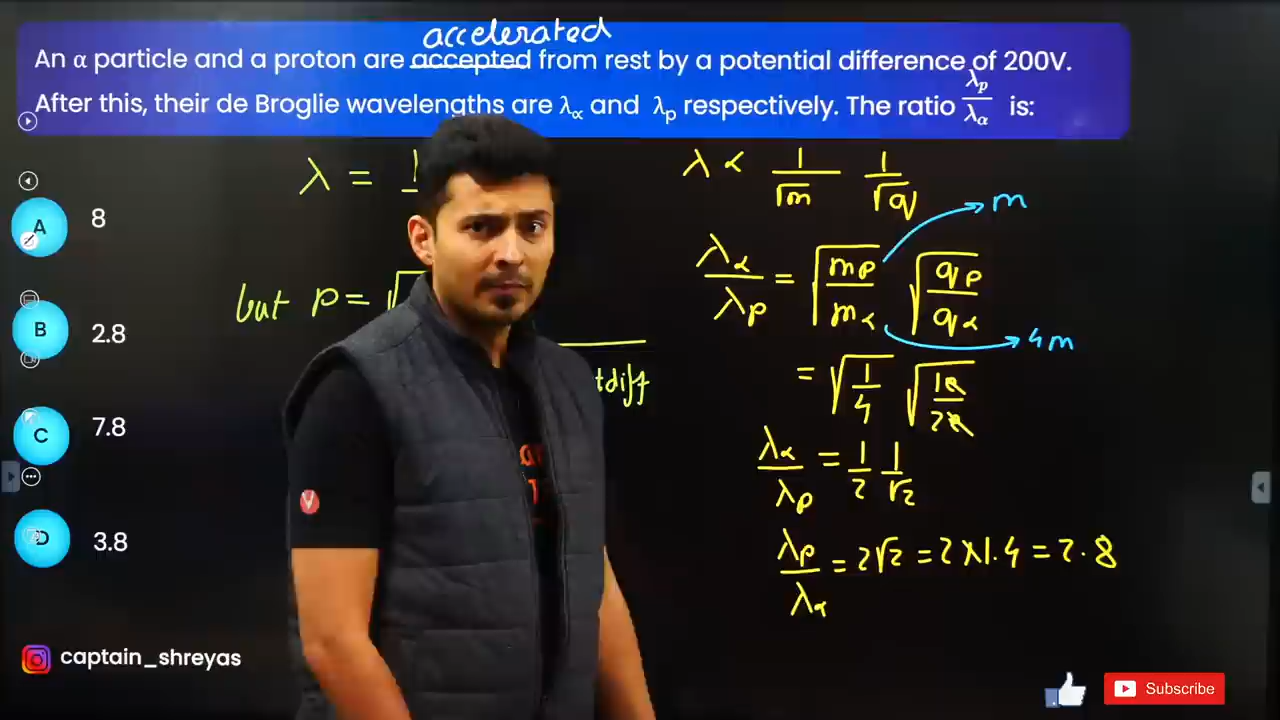 accelerated
An α particle and a proton are accepted from rest by a potential difference of 200V.
After this, their de Broglie wavelengths are λ∝ and λp respectively. The ratio λp/λα is:
λ =
λ ∝ 1/√m 1/√q
m
A 8
λα/λp = √(mp/mα) √(qp/qα)
but p = √
B 2.8
4m
= √(1/4) √(1e/2e)
tdiff
C 7.8
λα/λp = 1/2 1/√2
D 3.8
λp/λα = 2√2 = 2×1.4 = 2.8
captain_shreyas
Subscribe